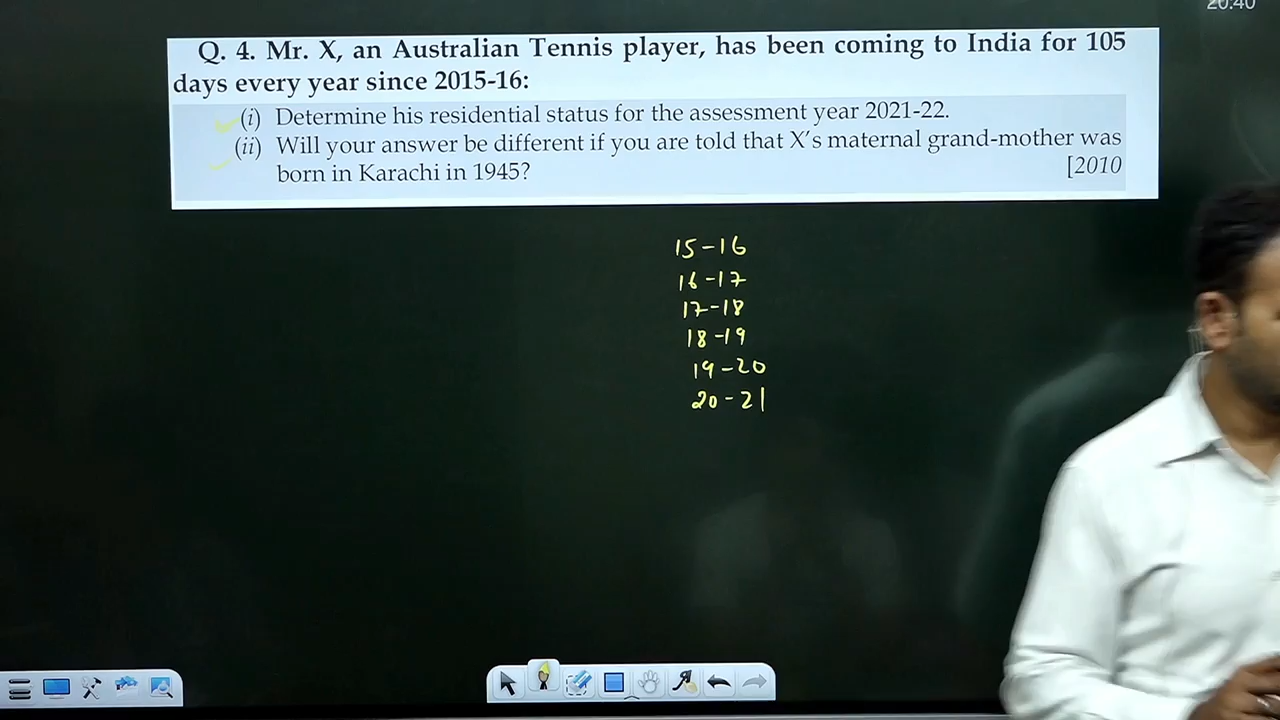 20:40
Q. 4. Mr. X, an Australian Tennis player, has been coming to India for 105
days every year since 2015-16:
(i) Determine his residential status for the assessment year 2021-22.
(ii) Will your answer be different if you are told that X's maternal grand-mother was
born in Karachi in 1945? [2010
15-16
16-17
17-18
18-19
19-20
20-21